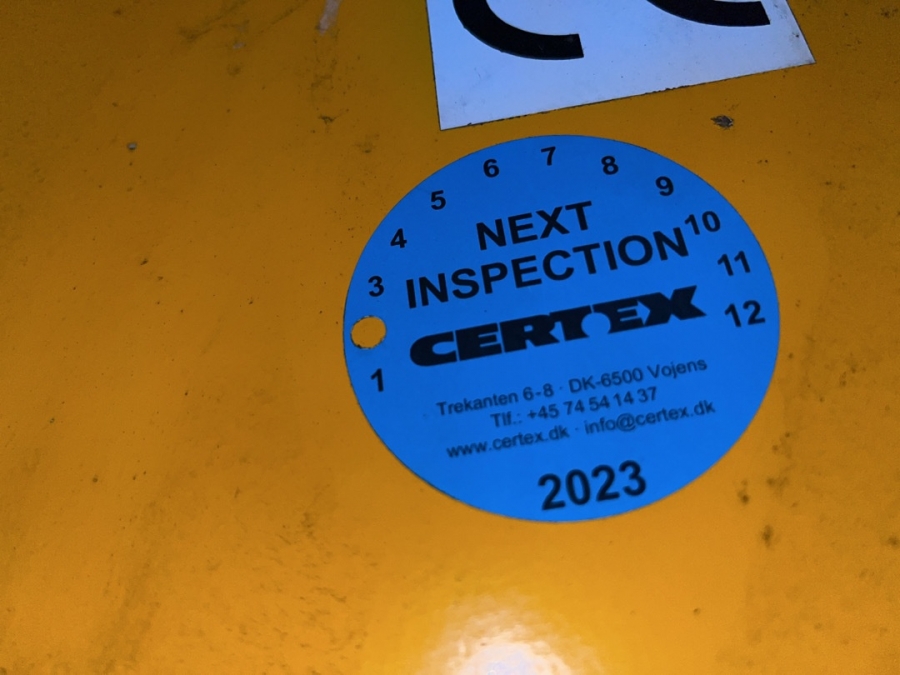 CE
1 3 4 5 6 7 8 9 10 11 12
NEXT
INSPECTION
CERTEX
Trekanten 6-8 · DK-6500 Vojens
Tlf.: +45 74 54 14 37
www.certex.dk · info@certex.dk
2023